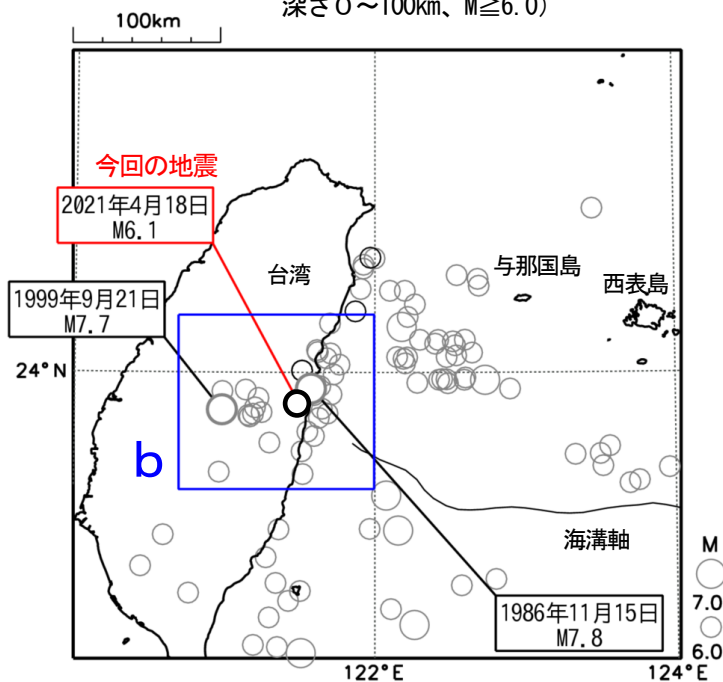 深さ0~100km、M≧6.0)
100km
今回の地震
2021年4月18日
M6.1
台湾
与那国島
西表島
1999年9月21日
M7.7
24°N
b
海溝軸
M
7.0
6.0
1986年11月15日
M7.8
122°E
124°E